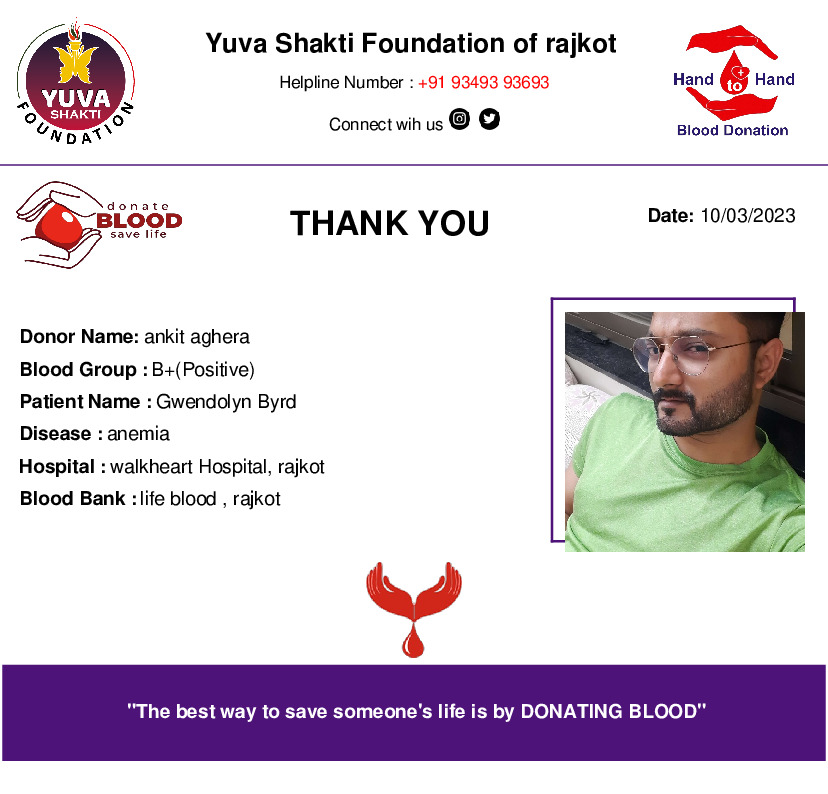 YUVA
SHAKTI
FOUNDATION
Yuva Shakti Foundation of rajkot
Helpline Number : +91 93493 93693
Connect wih us
Hand to Hand
Blood Donation
donate
BLOOD
save life
THANK YOU
Date: 10/03/2023
Donor Name: ankit aghera
Blood Group : B+(Positive)
Patient Name : Gwendolyn Byrd
Disease : anemia
Hospital : walkheart Hospital, rajkot
Blood Bank : life blood , rajkot
"The best way to save someone's life is by DONATING BLOOD"